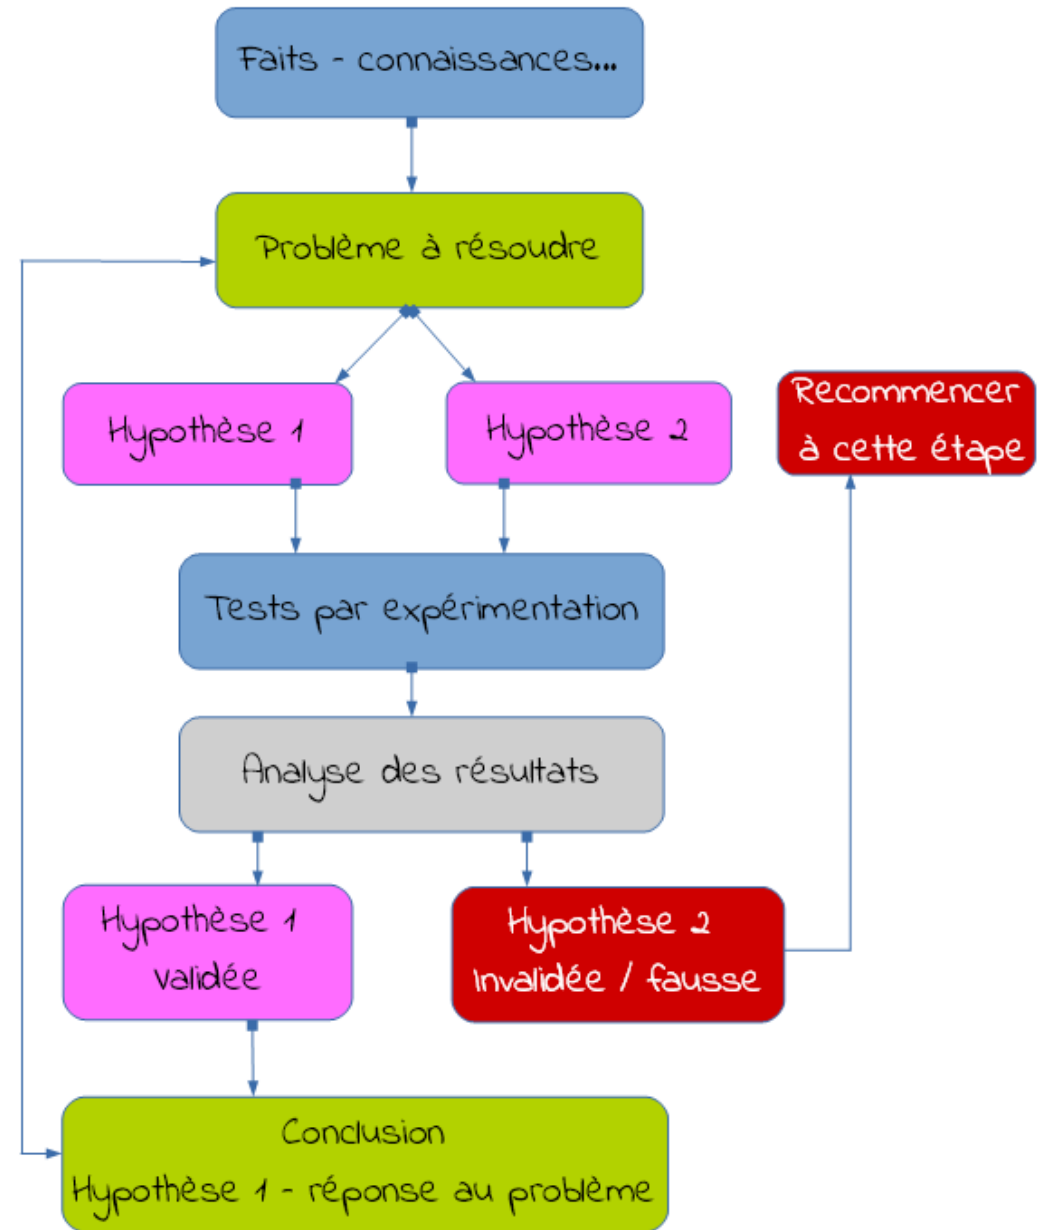 Faits - connaissances...
Problème à résoudre
Hypothèse 1
Hypothèse 2
Recommencer
à cette étape
Tests par expérimentation
Analyse des résultats
Hypothèse 1
validée
Hypothèse 2
Invalidée / fausse
Conclusion
Hypothèse 1 - réponse au problème